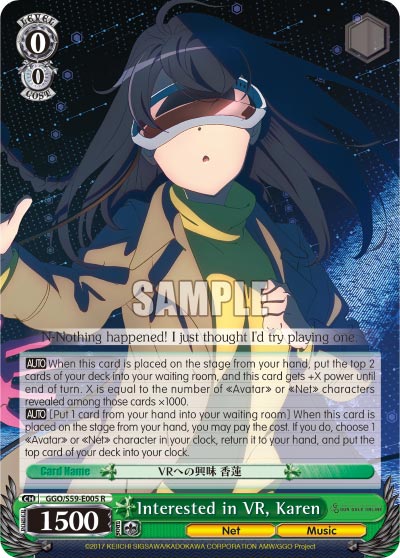 LEVEL
0
0
COST
SAMPLE
N-Nothing happened! I just thought I'd try playing one.
AUTO When this card is placed on the stage from your hand, put the top 2
cards of your deck into your waiting room, and this card gets +X power until
end of turn. X is equal to the number of «Avatar» or «Net» characters
revealed among those cards ×1000.
AUTO [Put 1 card from your hand into your waiting room] When this card is
placed on the stage from your hand, you may pay the cost. If you do, choose 1
«Avatar» or «Net» character in your clock, return it to your hand, and put the
top card of your deck into your clock.
Card Name VRへの興味 香蓮
CH GGO/S59-E005 R
POWER 1500 SOUL Interested in VR, Karen GUN GALE ONLINE
Net Music
©2017 KEIICHI SIGSAWA/KADOKAWA CORPORATION AMW/GGO Project